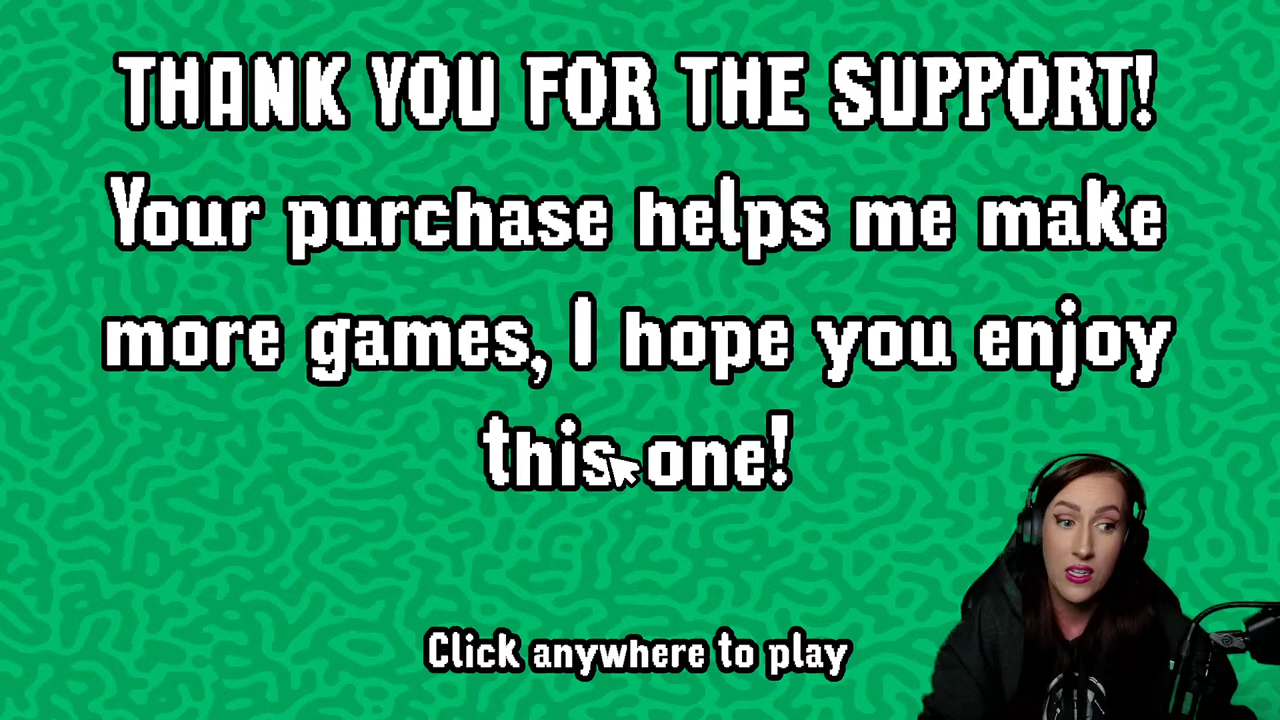 THANK YOU FOR THE SUPPORT!
Your purchase helps me make
more games, I hope you enjoy
this one!
Click anywhere to play